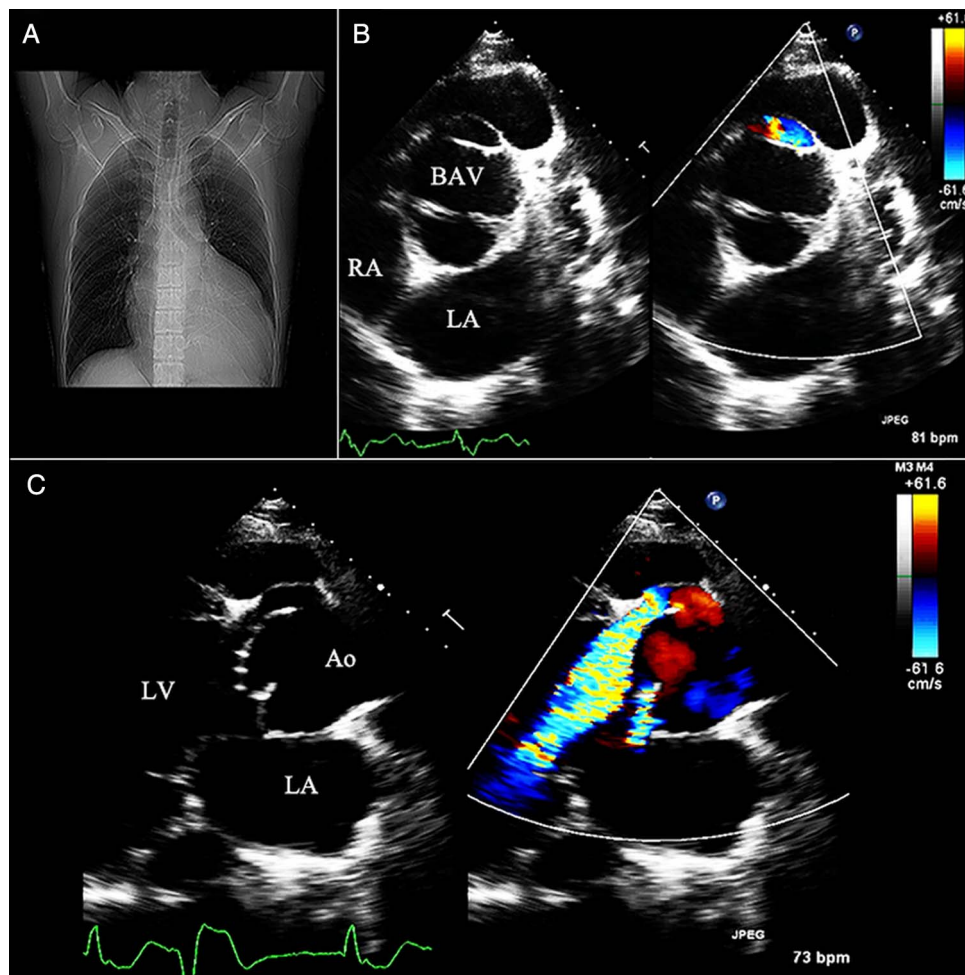 A
B
P
+61.6
BAV
T
-61.6
cm/s
RA
LA
JPEG
81 bpm
C
M3 M4
P
+61.6
T
Ao
LV
-61.6
cm/s
LA
JPEG
73 bpm